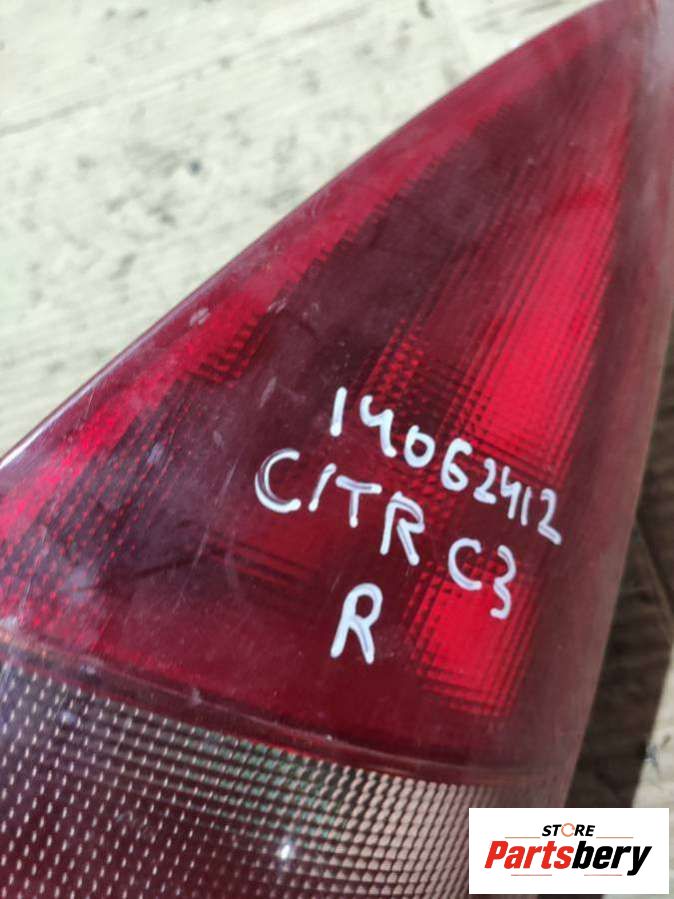 14062412
CITR C3
R
STORE
Partsbery